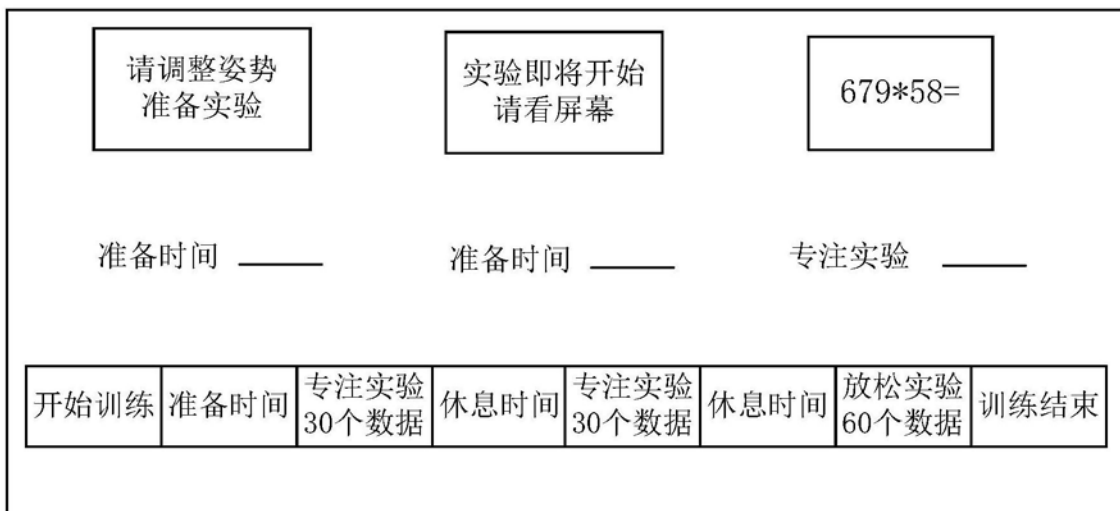 请调整姿势
准备实验
实验即将开始
请看屏幕
679*58=
准备时间
准备时间
专注实验
开始训练
准备时间
专注实验
30个数据
休息时间
专注实验
30个数据
休息时间
放松实验
60个数据
训练结束